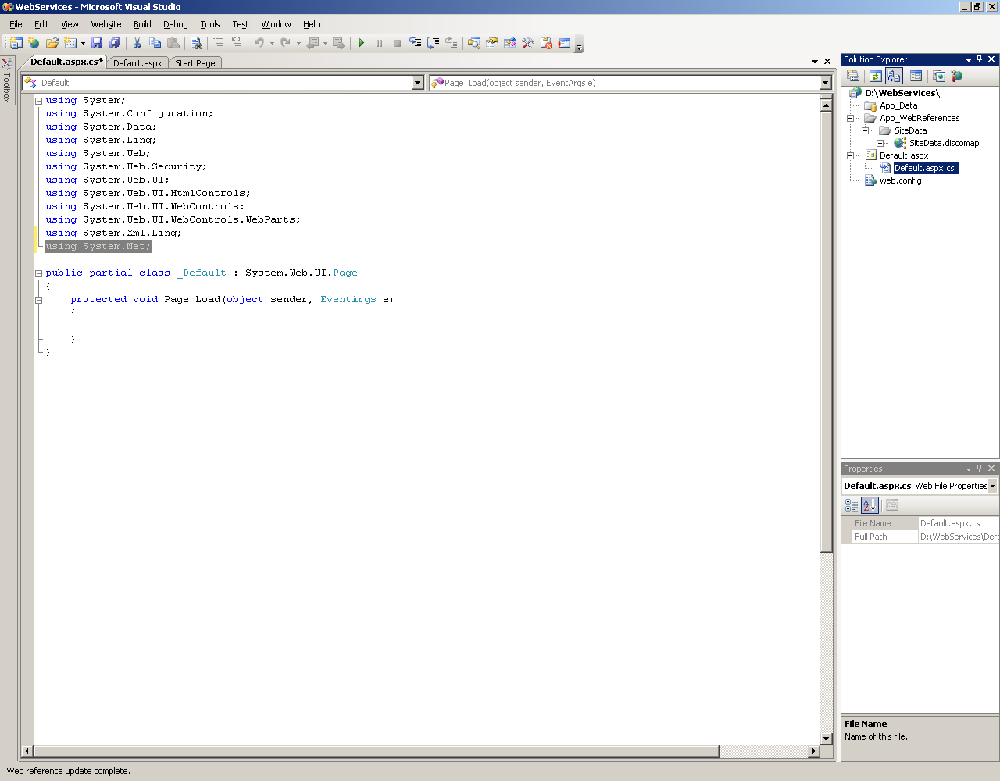 WebServices - Microsoft Visual Studio
File Edit View Website Build Debug Tools Test Window Help
Default.aspx.cs* Default.aspx Start Page
Toolbox
_Default Page_Load(object sender, EventArgs e)
using System;
using System.Configuration;
using System.Data;
using System.Linq;
using System.Web;
using System.Web.Security;
using System.Web.UI;
using System.Web.UI.HtmlControls;
using System.Web.UI.WebControls;
using System.Web.UI.WebControls.WebParts;
using System.Xml.Linq;
using System.Net;
public partial class _Default : System.Web.UI.Page
{
protected void Page_Load(object sender, EventArgs e)
{
}
}
Solution Explorer
D:\WebServices\
App_Data
App_WebReferences
SiteData
SiteData.discomap
Default.aspx
Default.aspx.cs
web.config
Properties
Default.aspx.cs Web File Properties
File Name Default.aspx.cs
Full Path D:\WebServices\Defa
File Name
Name of this file.
Web reference update complete.